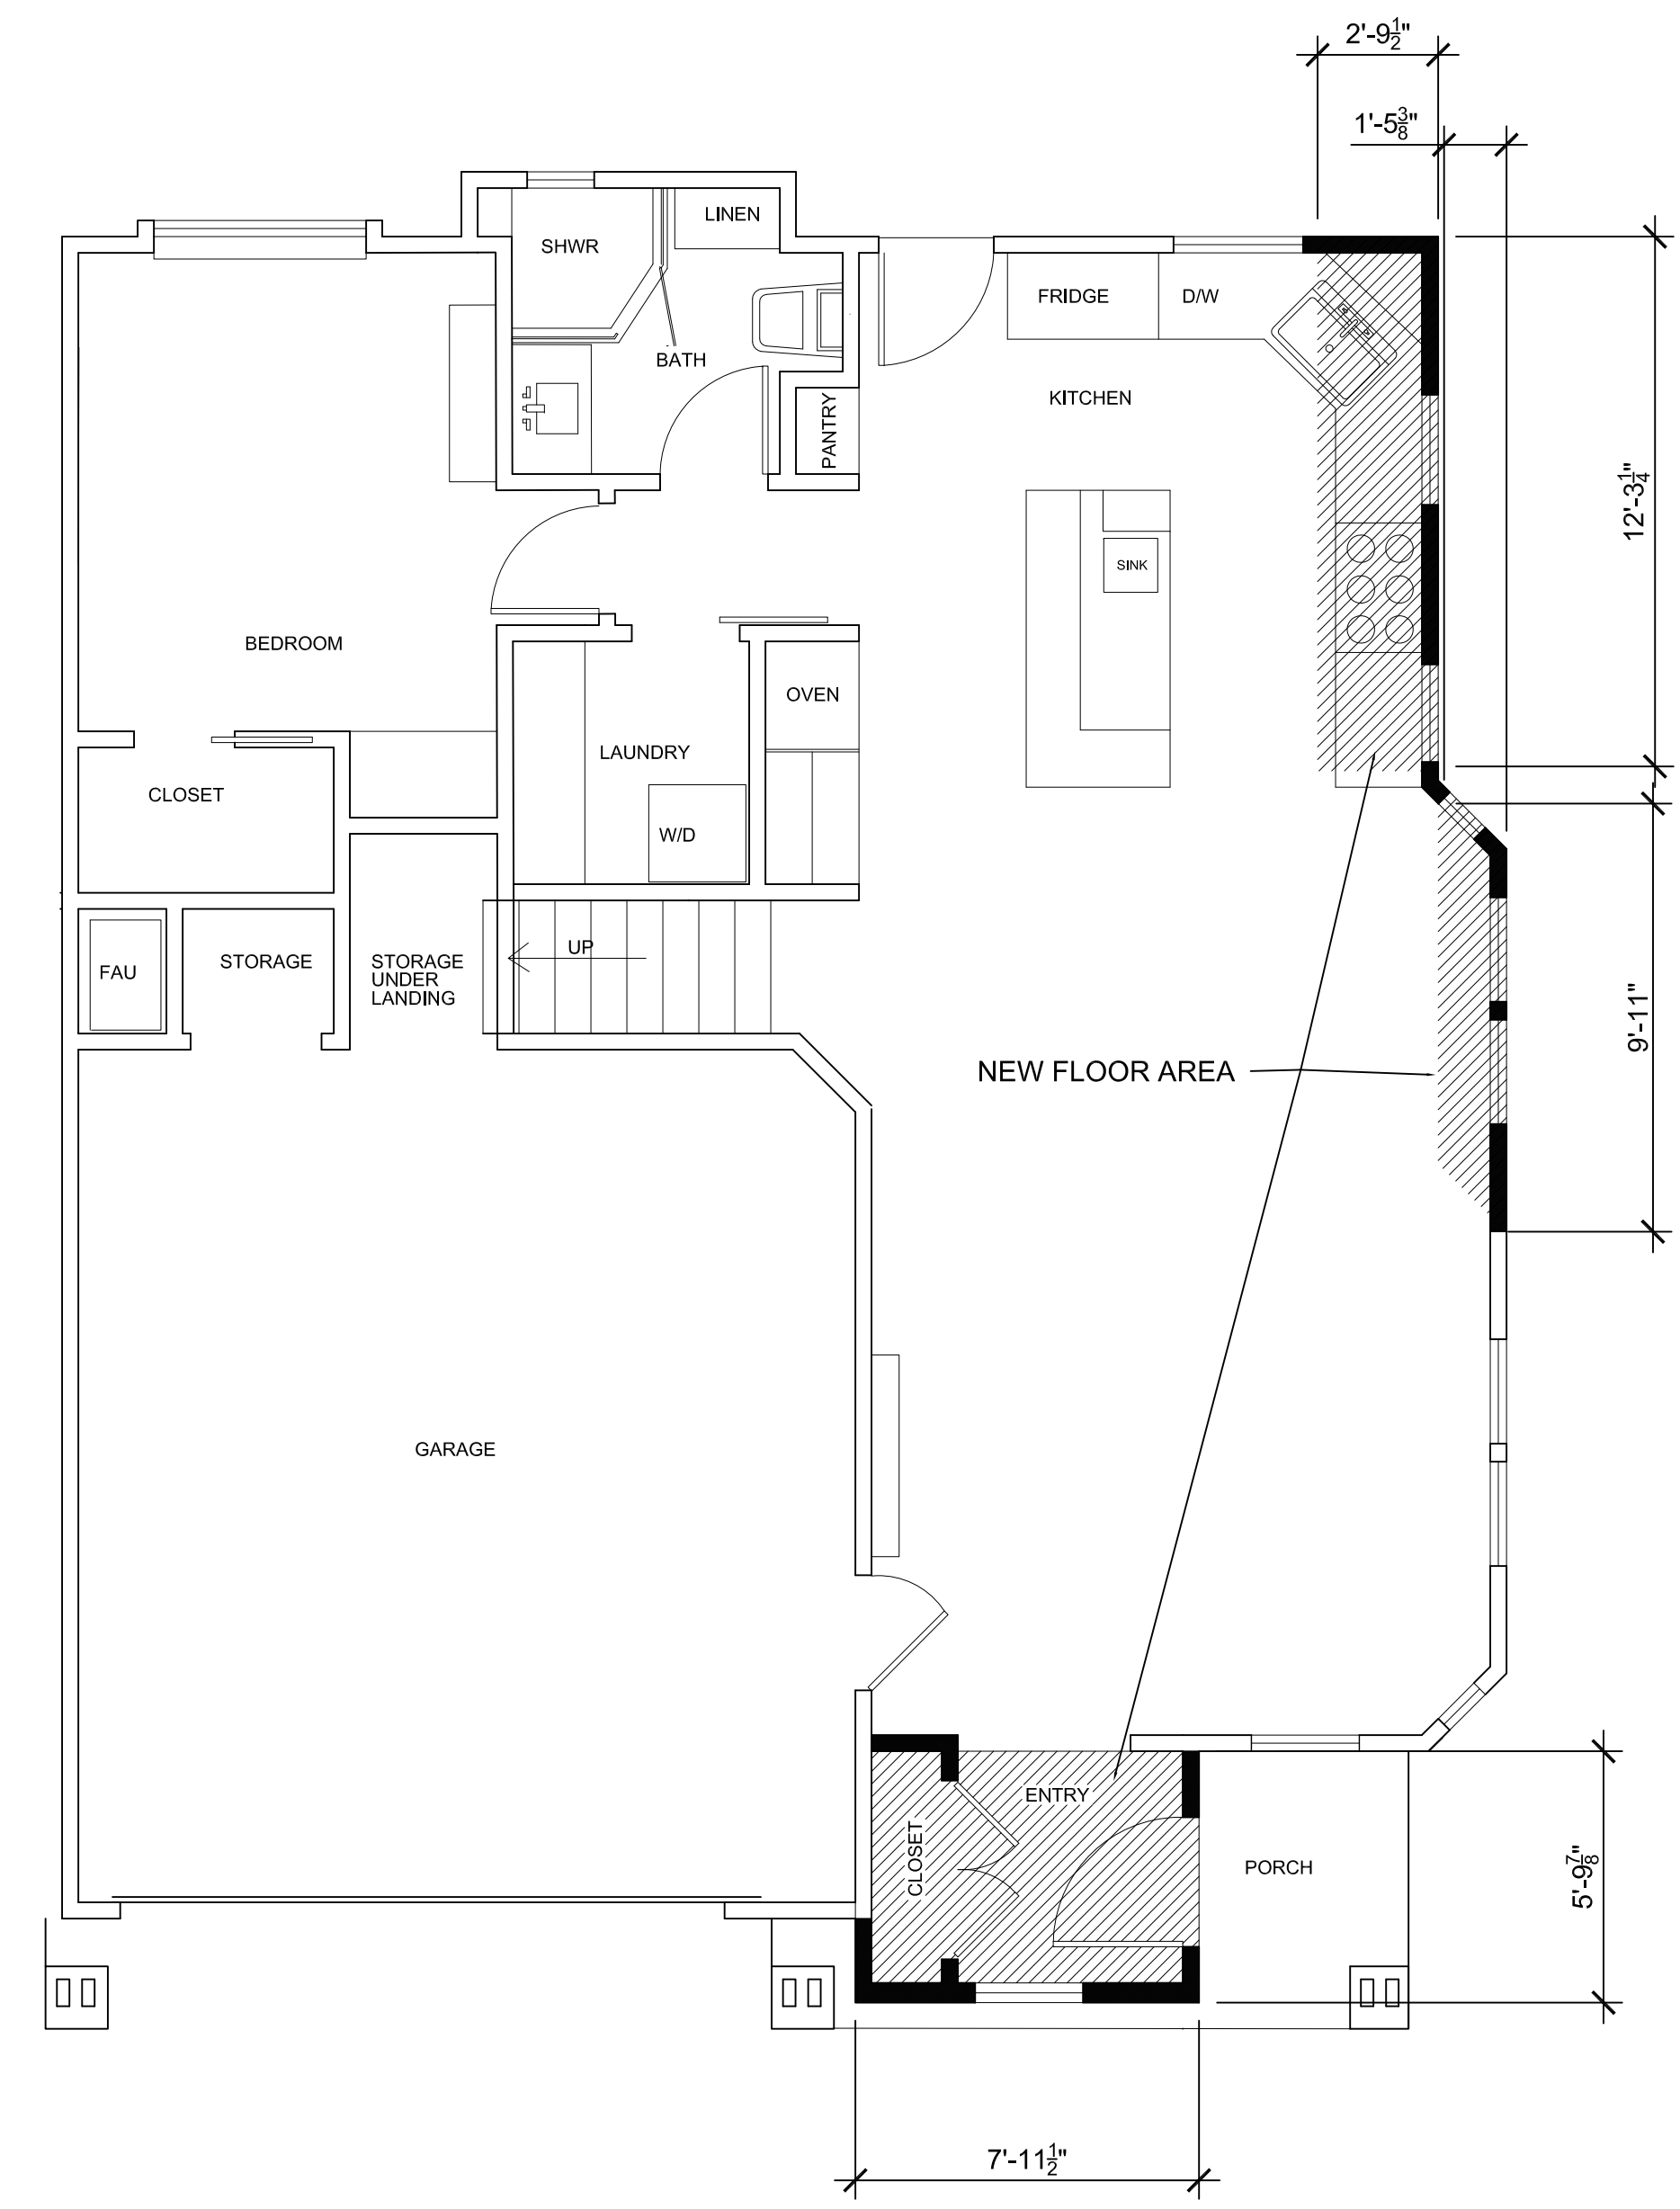 2'-9½"
1'-5⅜"
LINEN
SHWR
FRIDGE
D/W
BATH
KITCHEN
PANTRY
12'-3¼"
SINK
BEDROOM
OVEN
LAUNDRY
CLOSET
W/D
UP
FAU
STORAGE
STORAGE
UNDER
LANDING
9'-11"
NEW FLOOR AREA
GARAGE
ENTRY
CLOSET
PORCH
5'-9⅞"
7'-11½"